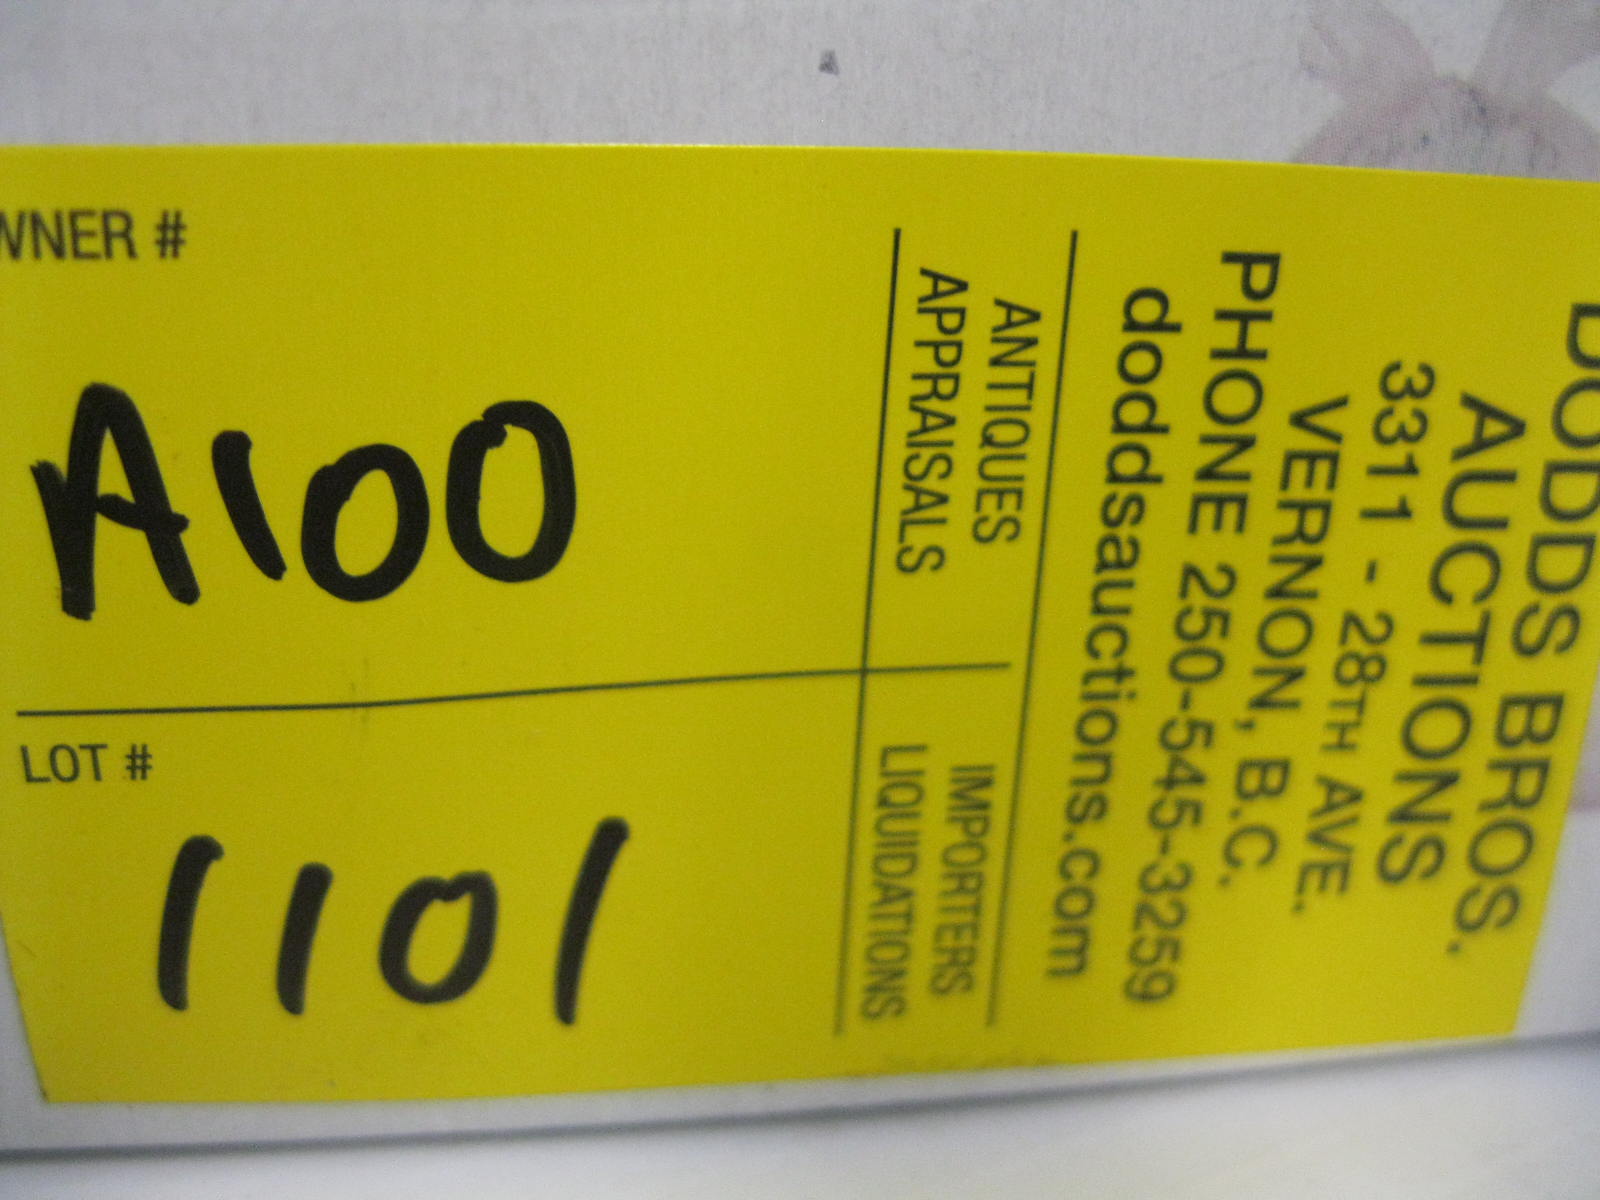 DODDS BROS.
AUCTIONS
3311 - 28TH AVE.
VERNON, B.C.
PHONE 250-545-3259
doddsauctions.com
ANTIQUES
APPRAISALS
IMPORTERS
LIQUIDATIONS
WNER #
A100
LOT #
1101